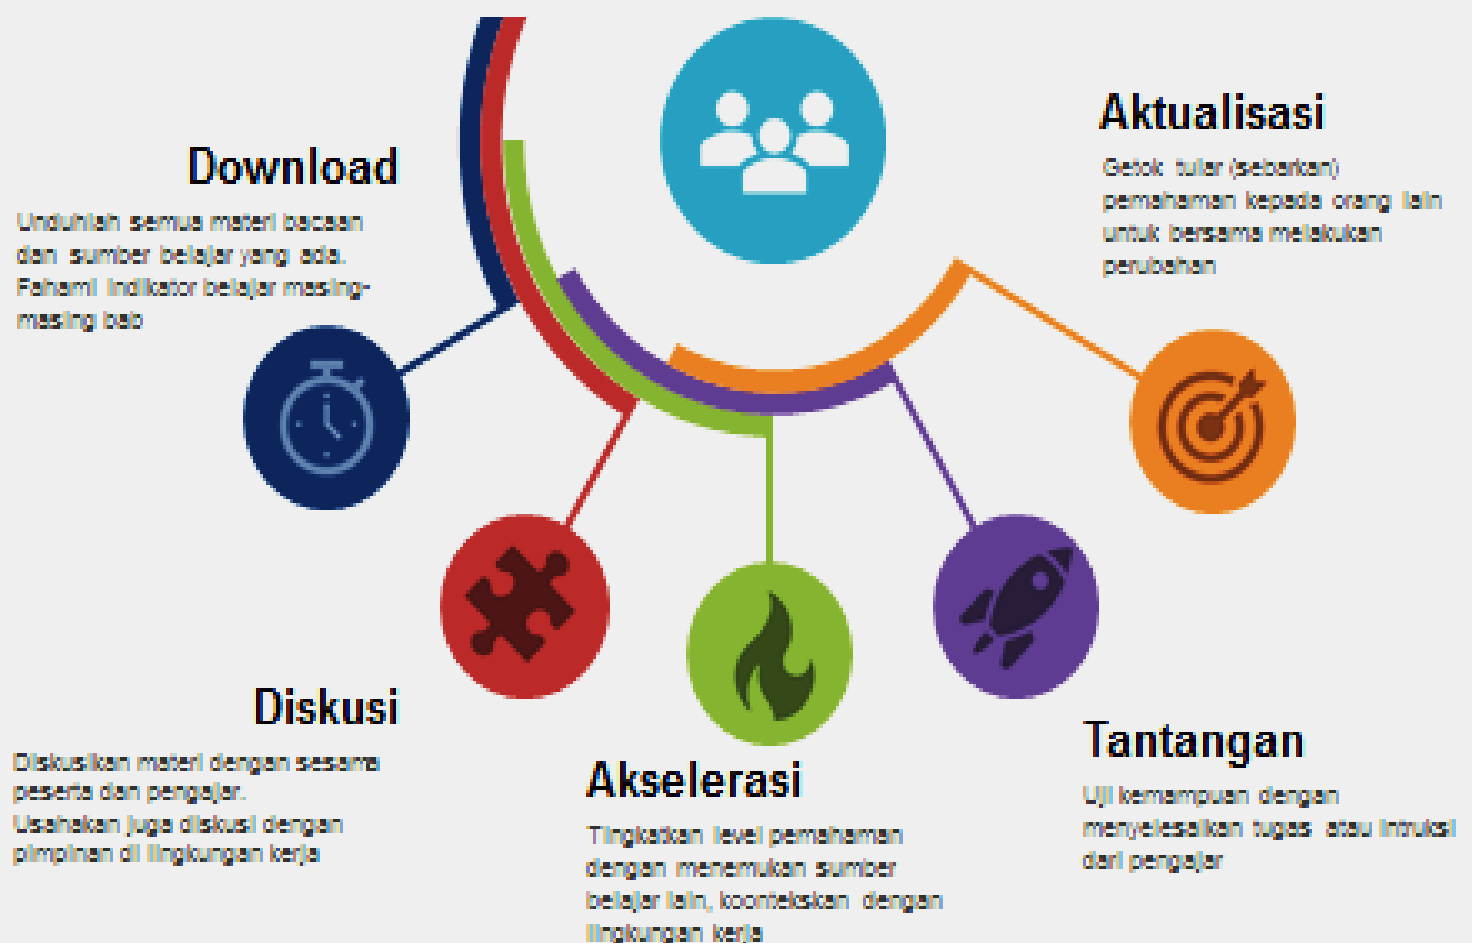 Download
Unduhlah semua materi bacaan
dan sumber belajar yang ada.
Fahami indikator belajar masing-
masing bab
Diskusi
Diskusikan materi dengan sesama
peserta dan pengajar.
Usahakan juga diskusi dengan
pimpinan di lingkungan kerja
Akselerasi
Tingkatkan level pemahaman
dengan menemukan sumber
belajar lain, koontekskan dengan
lingkungan kerja
Tantangan
Uji kemampuan dengan
menyelesaikan tugas atau intruksi
dari pengajar
Aktualisasi
Getok tular (sebarkan)
pemahaman kepada orang lain
untuk bersama melakukan
perubahan